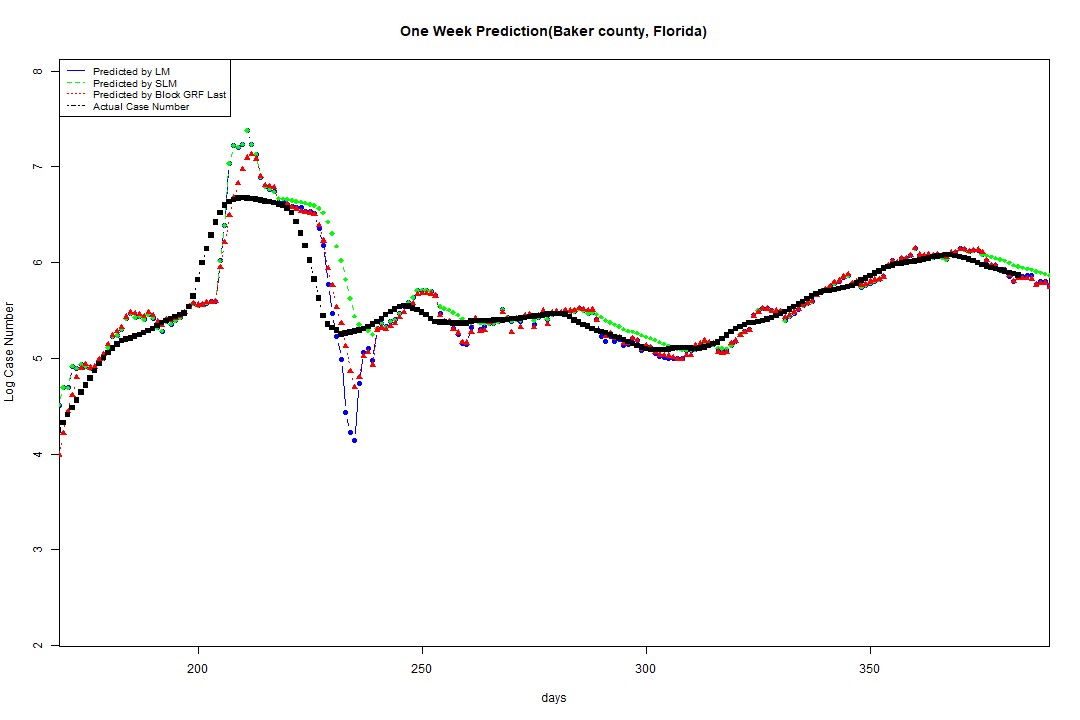 One Week Prediction(Baker county, Florida)
Predicted by LM
Predicted by SLM
Predicted by Block GRF Last
Actual Case Number
8
7
6
5
4
3
2
Log Case Number
200 250 300 350
days